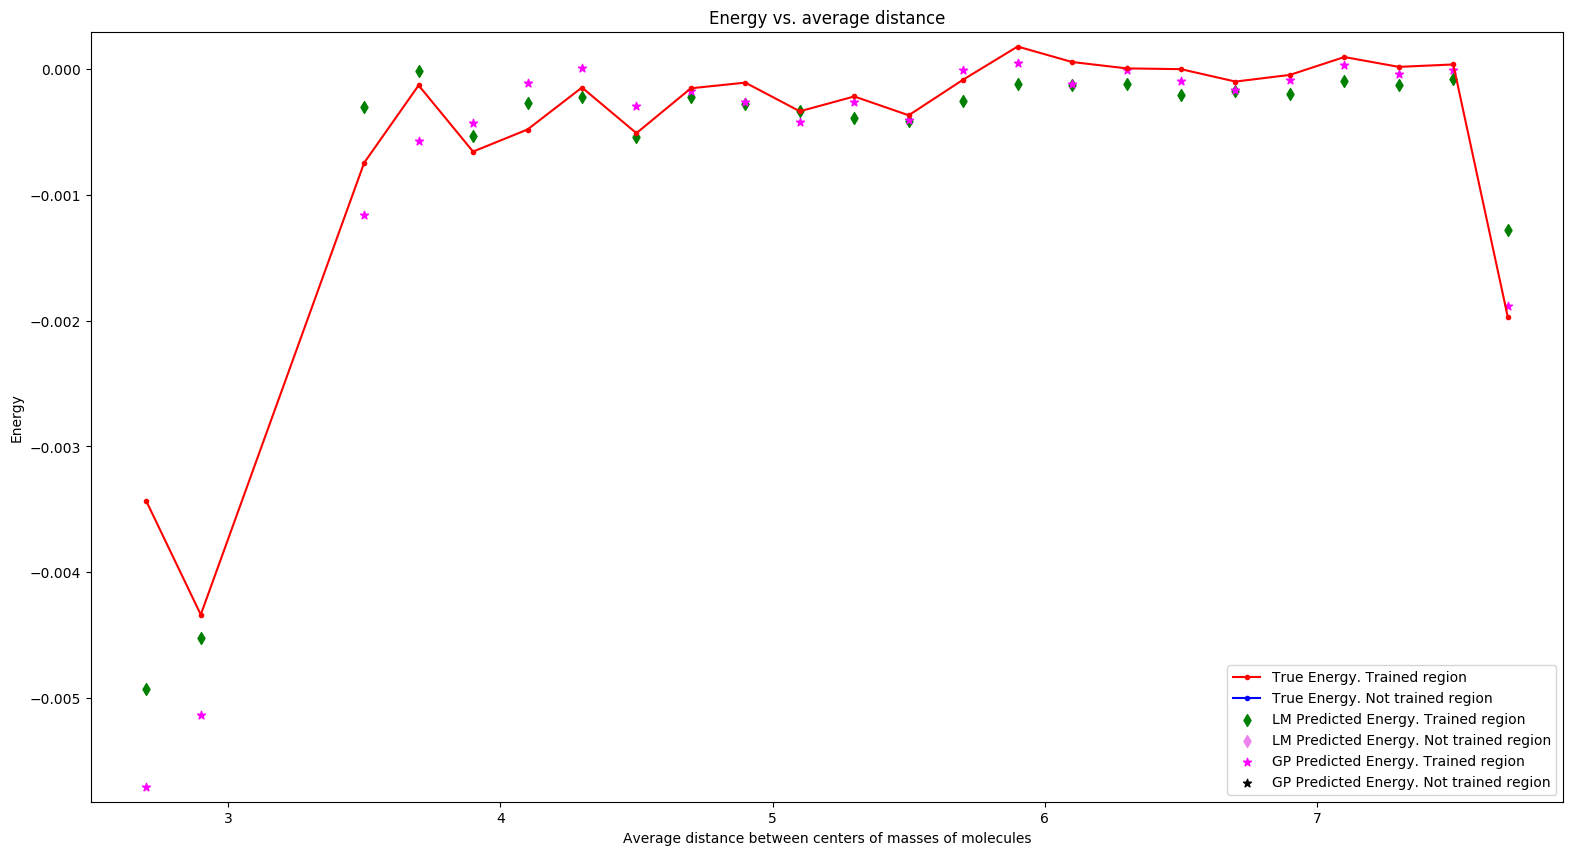 Energy vs. average distance
0.000
−0.001
−0.002
−0.003
−0.004
−0.005
Energy
3
4
5
6
7
Average distance between centers of masses of molecules
True Energy. Trained region
True Energy. Not trained region
LM Predicted Energy. Trained region
LM Predicted Energy. Not trained region
GP Predicted Energy. Trained region
GP Predicted Energy. Not trained region